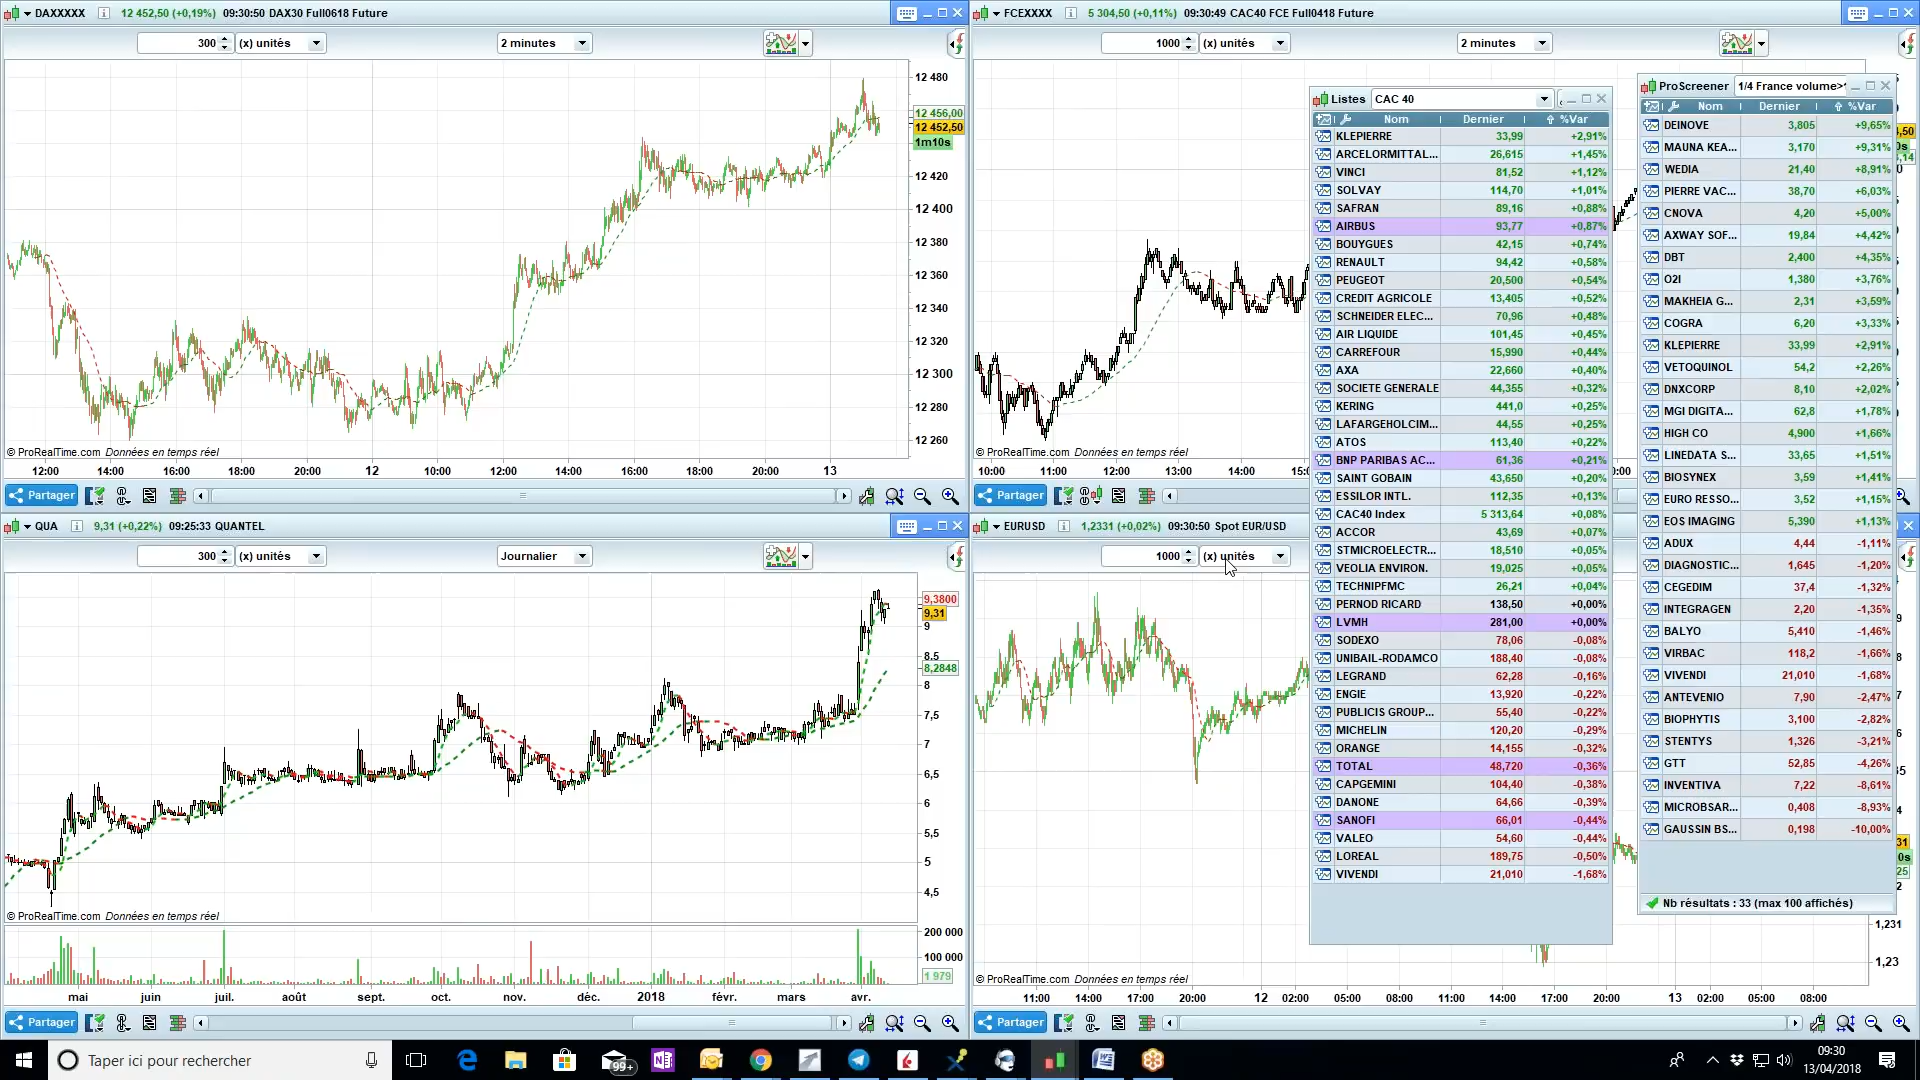 DAXXXXX 12 452,50 (+0,19%) 09:30:50 DAX30 Full0618 Future
300 (x) unités 2 minutes
12 480
12 456,00
12 452,50
1m10s
12 420
12 400
12 380
12 360
12 340
12 320
12 300
12 280
12 260
© ProRealTime.com Données en temps réel
12:00 14:00 16:00 18:00 20:00 12 10:00 12:00 14:00 16:00 18:00 20:00 13
Partager
FCEXXXX 5 304,50 (+0,11%) 09:30:49 CAC40 FCE Full0418 Future
1000 (x) unités 2 minutes
© ProRealTime.com Données en temps réel
10:00 11:00 12:00 13:00 14:00
Partager
QUA 9,31 (+0,22%) 09:25:33 QUANTEL
300 (x) unités Journalier
9,3800
9,31
9
8,5
8,2848
8
7,5
7
6,5
6
5,5
5
4,5
© ProRealTime.com Données en temps réel
200 000
100 000
1 979
mai juin juil. août sept. oct. nov. déc. 2018 févr. mars avr.
Partager
EURUSD 1,2331 (+0,02%) 09:30:50 Spot EUR/USD
1000 (x) unités
1,231
1,23
© ProRealTime.com Données en temps réel
11:00 14:00 17:00 20:00 12 02:00 05:00 08:00 11:00 14:00 17:00 20:00 13 02:00 05:00 08:00
Partager
Listes CAC 40
Nom Dernier %Var
KLEPIERRE 33,99 +2,91%
ARCELORMITTAL... 26,615 +1,45%
VINCI 81,52 +1,12%
SOLVAY 114,70 +1,01%
SAFRAN 89,16 +0,88%
AIRBUS 93,77 +0,87%
BOUYGUES 42,15 +0,74%
RENAULT 94,42 +0,58%
PEUGEOT 20,500 +0,54%
CREDIT AGRICOLE 13,405 +0,52%
SCHNEIDER ELEC... 70,96 +0,48%
AIR LIQUIDE 101,45 +0,45%
CARREFOUR 15,990 +0,44%
AXA 22,660 +0,40%
SOCIETE GENERALE 44,355 +0,32%
KERING 441,0 +0,25%
LAFARGEHOLCIM... 44,55 +0,25%
ATOS 113,40 +0,22%
BNP PARIBAS AC... 61,36 +0,21%
SAINT GOBAIN 43,650 +0,20%
ESSILOR INTL. 112,35 +0,13%
CAC40 Index 5 313,64 +0,08%
ACCOR 43,69 +0,07%
STMICROELECTR... 18,510 +0,05%
VEOLIA ENVIRON. 19,025 +0,05%
TECHNIPFMC 26,21 +0,04%
PERNOD RICARD 138,50 +0,00%
LVMH 281,00 +0,00%
SODEXO 78,06 -0,08%
UNIBAIL-RODAMCO 188,40 -0,08%
LEGRAND 62,28 -0,16%
ENGIE 13,920 -0,22%
PUBLICIS GROUP... 55,40 -0,22%
MICHELIN 120,20 -0,29%
ORANGE 14,155 -0,32%
TOTAL 48,720 -0,36%
CAPGEMINI 104,40 -0,38%
DANONE 64,66 -0,39%
SANOFI 66,01 -0,44%
VALEO 54,60 -0,44%
LOREAL 189,75 -0,50%
VIVENDI 21,010 -1,68%
ProScreener 1/4 France volume>
Nom Dernier %Var
DEINOVE 3,805 +9,65%
MAUNA KEA... 3,170 +9,31%
WEDIA 21,40 +8,91%
PIERRE VAC... 38,70 +6,03%
CNOVA 4,20 +5,00%
AXWAY SOF... 19,84 +4,42%
DBT 2,400 +4,35%
O2I 1,380 +3,76%
MAKHEIA G... 2,31 +3,59%
COGRA 6,20 +3,33%
KLEPIERRE 33,99 +2,91%
VETOQUINOL 54,2 +2,26%
DNXCORP 8,10 +2,02%
MGI DIGITA... 62,8 +1,78%
HIGH CO 4,900 +1,66%
LINEDATA S... 33,65 +1,51%
BIOSYNEX 3,59 +1,41%
EURO RESSO... 3,52 +1,15%
EOS IMAGING 5,390 +1,13%
ADUX 4,44 -1,11%
DIAGNOSTIC... 1,645 -1,20%
CEGEDIM 37,4 -1,32%
INTEGRAGEN 2,20 -1,35%
BALYO 5,410 -1,46%
VIRBAC 118,2 -1,66%
VIVENDI 21,010 -1,68%
ANTEVENIO 7,90 -2,47%
BIOPHYTIS 3,100 -2,82%
STENTYS 1,326 -3,21%
GTT 52,85 -4,26%
INVENTIVA 7,22 -8,61%
MICROBSAR... 0,408 -8,93%
GAUSSIN BS... 0,198 -10,00%
Nb résultats : 33 (max 100 affichés)
Taper ici pour rechercher
99+
09:30
13/04/2018